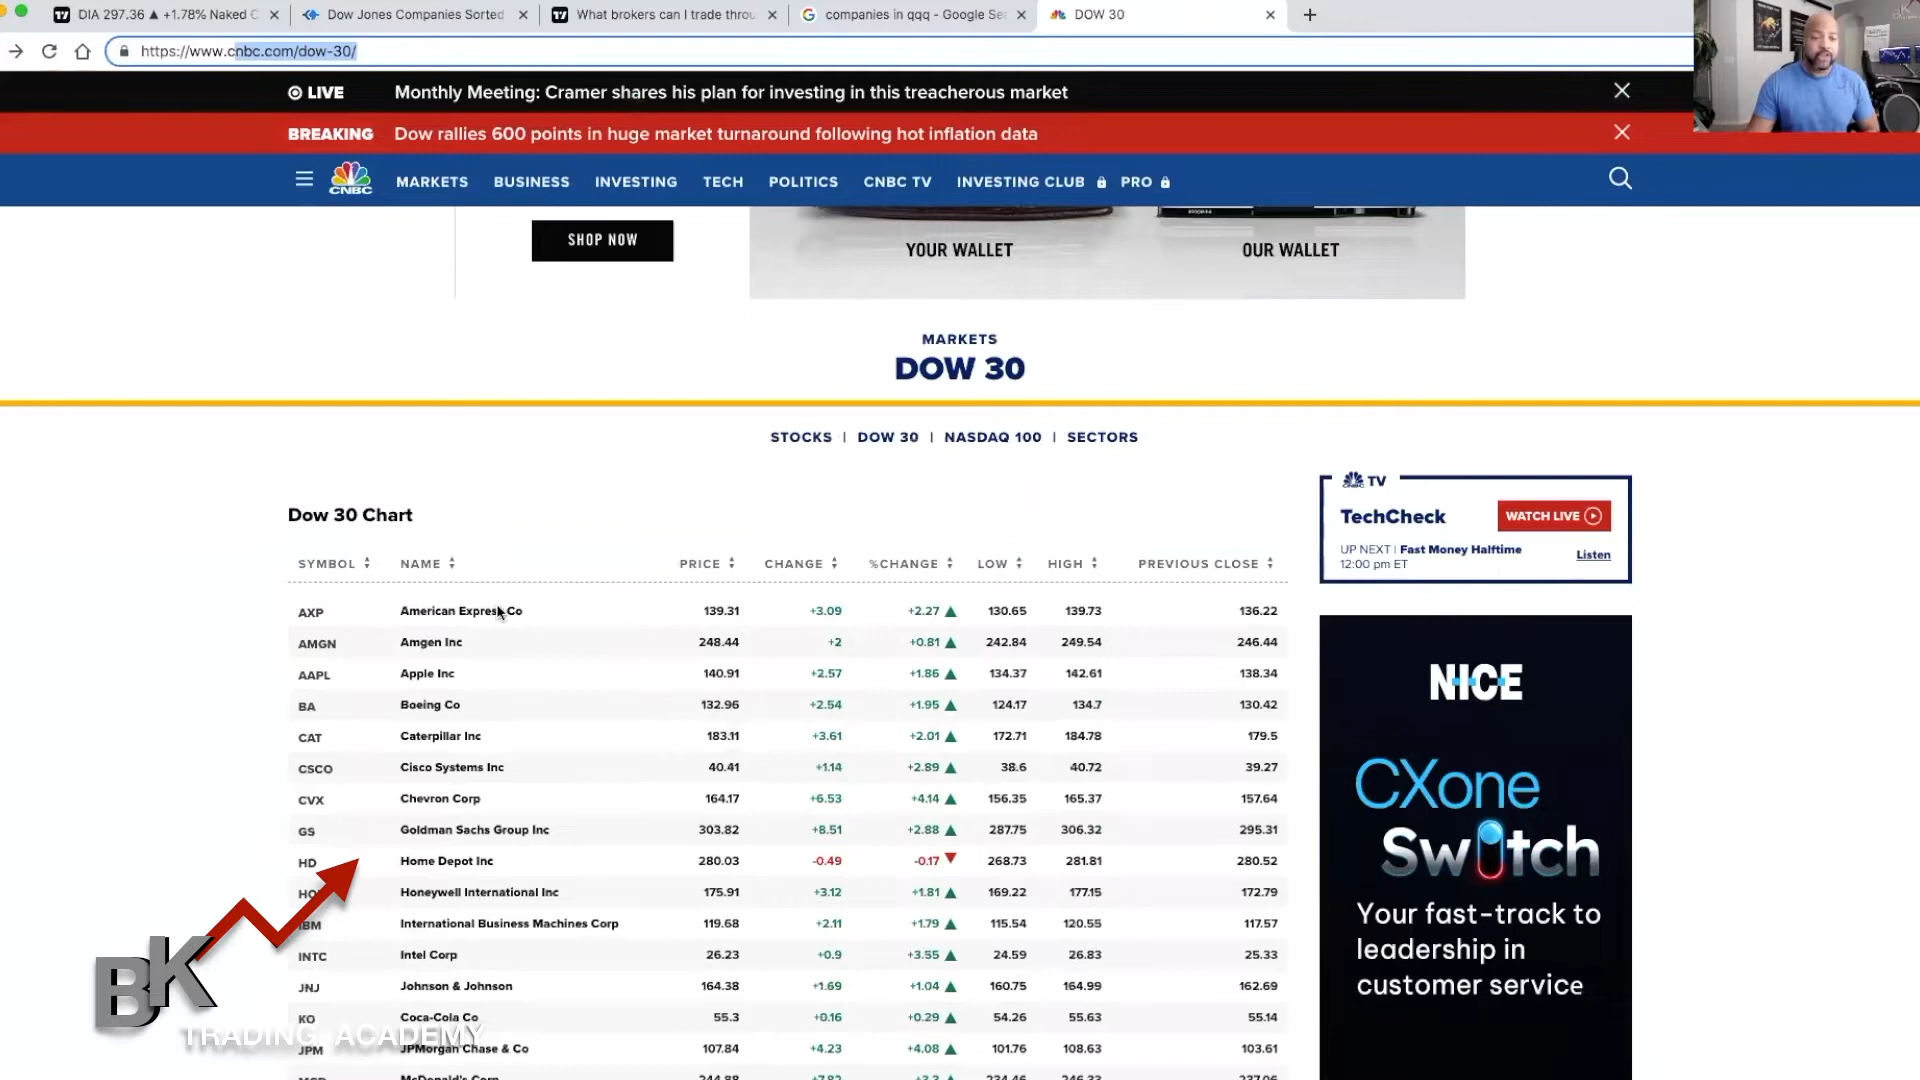 DIA 297.36 ▲ +1.78% Naked C
Dow Jones Companies Sorted
What brokers can I trade throu
companies in qqq - Google Sea
DOW 30
https://www.cnbc.com/dow-30/
LIVE Monthly Meeting: Cramer shares his plan for investing in this treacherous market
BREAKING Dow rallies 600 points in huge market turnaround following hot inflation data
CNBC MARKETS BUSINESS INVESTING TECH POLITICS CNBC TV INVESTING CLUB PRO
SHOP NOW
YOUR WALLET OUR WALLET
MARKETS
DOW 30
STOCKS | DOW 30 | NASDAQ 100 | SECTORS
Dow 30 Chart
SYMBOL NAME PRICE CHANGE %CHANGE LOW HIGH PREVIOUS CLOSE
AXP American Express Co 139.31 +3.09 +2.27 130.65 139.73 136.22
AMGN Amgen Inc 248.44 +2 +0.81 242.84 249.54 246.44
AAPL Apple Inc 140.91 +2.57 +1.86 134.37 142.61 138.34
BA Boeing Co 132.96 +2.54 +1.95 124.17 134.7 130.42
CAT Caterpillar Inc 183.11 +3.61 +2.01 172.71 184.78 179.5
CSCO Cisco Systems Inc 40.41 +1.14 +2.89 38.6 40.72 39.27
CVX Chevron Corp 164.17 +6.53 +4.14 156.35 165.37 157.64
GS Goldman Sachs Group Inc 303.82 +8.51 +2.88 287.75 306.32 295.31
HD Home Depot Inc 280.03 -0.49 -0.17 268.73 281.81 280.52
HO Honeywell International Inc 175.91 +3.12 +1.81 169.22 177.15 172.79
IBM International Business Machines Corp 119.68 +2.11 +1.79 115.54 120.55 117.57
INTC Intel Corp 26.23 +0.9 +3.55 24.59 26.83 25.33
JNJ Johnson & Johnson 164.38 +1.69 +1.04 160.75 164.99 162.69
KO Coca-Cola Co 55.3 +0.16 +0.29 54.26 55.63 55.14
JPM JPMorgan Chase & Co 107.84 +4.23 +4.08 101.76 108.63 103.61
McDonald's Corp 244.88 +7.82 +3.3 234.46 246.33 237.06
CNBC TV
TechCheck
WATCH LIVE
UP NEXT | Fast Money Halftime
12:00 pm ET
Listen
NICE
CXone
Switch
Your fast-track to
leadership in
customer service
BK
TRADING ACADEMY